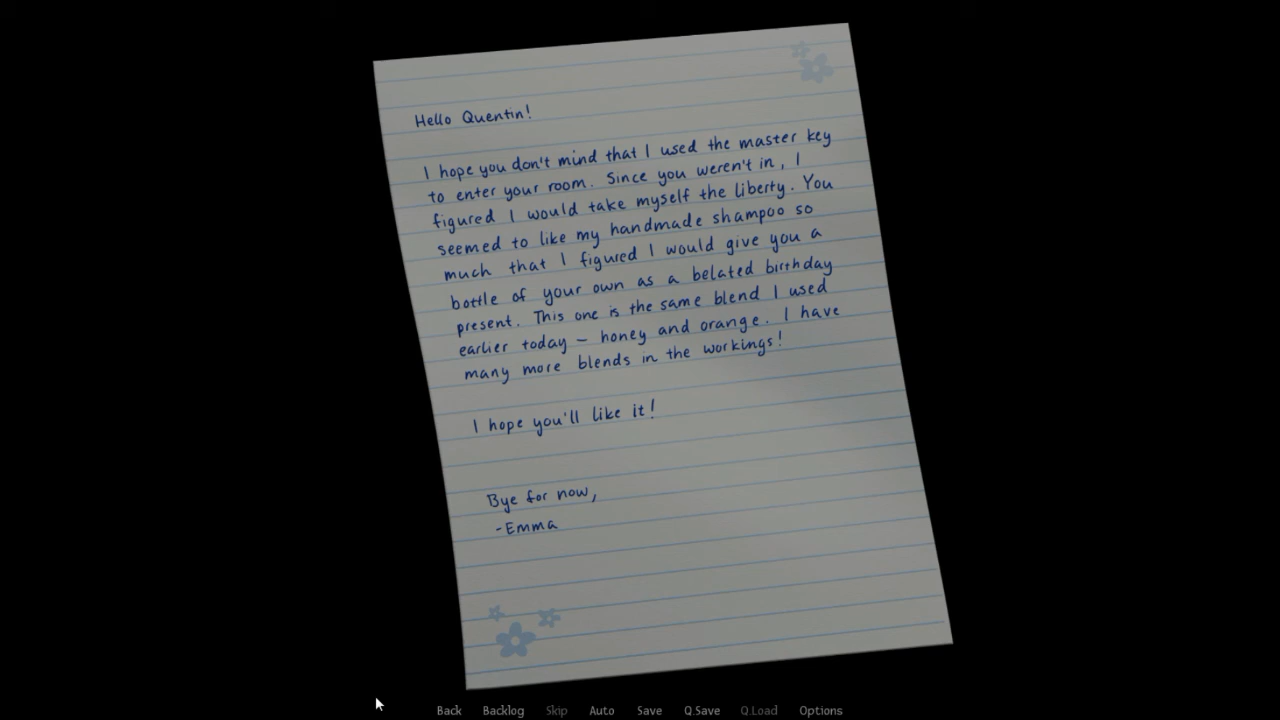 Hello Quentin!
I hope you don't mind that I used the master key
to enter your room. Since you weren't in, I
figured I would take myself the liberty. You
seemed to like my handmade shampoo so
much that I figured I would give you a
bottle of your own as a belated birthday
present. This one is the same blend I used
earlier today – honey and orange. I have
many more blends in the workings!
I hope you'll like it!
Bye for now,
-Emma
Back Backlog Skip Auto Save Q.Save Q.Load Options